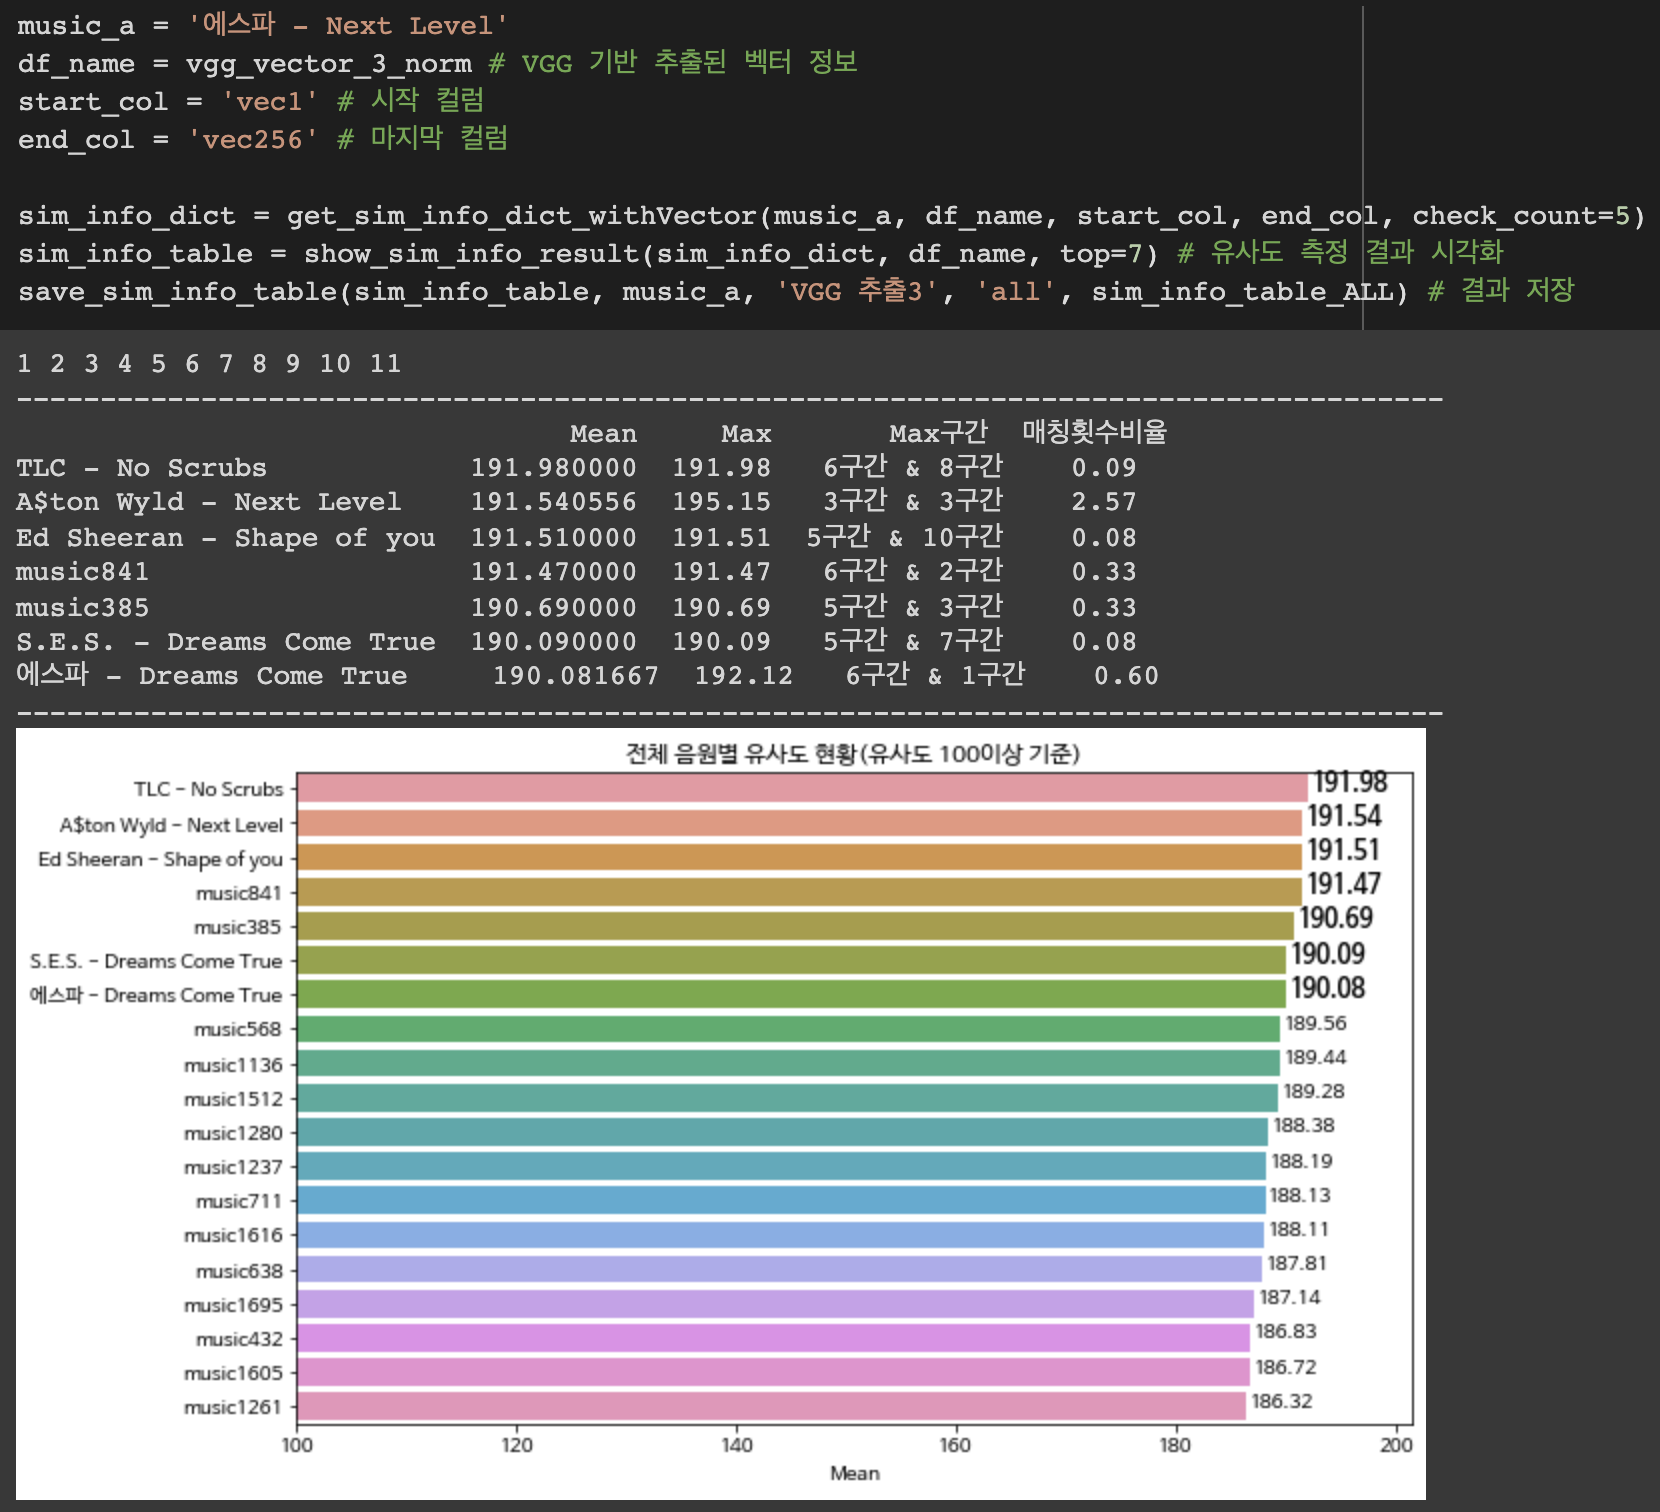 music_a = '에스파 - Next Level'
df_name = vgg_vector_3_norm # VGG 기반 추출된 벡터 정보
start_col = 'vec1' # 시작 컬럼
end_col = 'vec256' # 마지막 컬럼
sim_info_dict = get_sim_info_dict_withVector(music_a, df_name, start_col, end_col, check_count=5)
sim_info_table = show_sim_info_result(sim_info_dict, df_name, top=7) # 유사도 측정 결과 시각화
save_sim_info_table(sim_info_table, music_a, 'VGG 추출3', 'all', sim_info_table_ALL) # 결과 저장
1 2 3 4 5 6 7 8 9 10 11
Mean Max Max구간 매칭횟수비율
TLC - No Scrubs 191.980000 191.98 6구간 & 8구간 0.09
A$ton Wyld - Next Level 191.540556 195.15 3구간 & 3구간 2.57
Ed Sheeran - Shape of you 191.510000 191.51 5구간 & 10구간 0.08
music841 191.470000 191.47 6구간 & 2구간 0.33
music385 190.690000 190.69 5구간 & 3구간 0.33
S.E.S. - Dreams Come True 190.090000 190.09 5구간 & 7구간 0.08
에스파 - Dreams Come True 190.081667 192.12 6구간 & 1구간 0.60
전체 음원별 유사도 현황(유사도 100이상 기준)
TLC - No Scrubs 191.98
A$ton Wyld - Next Level 191.54
Ed Sheeran - Shape of you 191.51
music841 191.47
music385 190.69
S.E.S. - Dreams Come True 190.09
에스파 - Dreams Come True 190.08
music568 189.56
music1136 189.44
music1512 189.28
music1280 188.38
music1237 188.19
music711 188.13
music1616 188.11
music638 187.81
music1695 187.14
music432 186.83
music1605 186.72
music1261 186.32
100 120 140 160 180 200
Mean